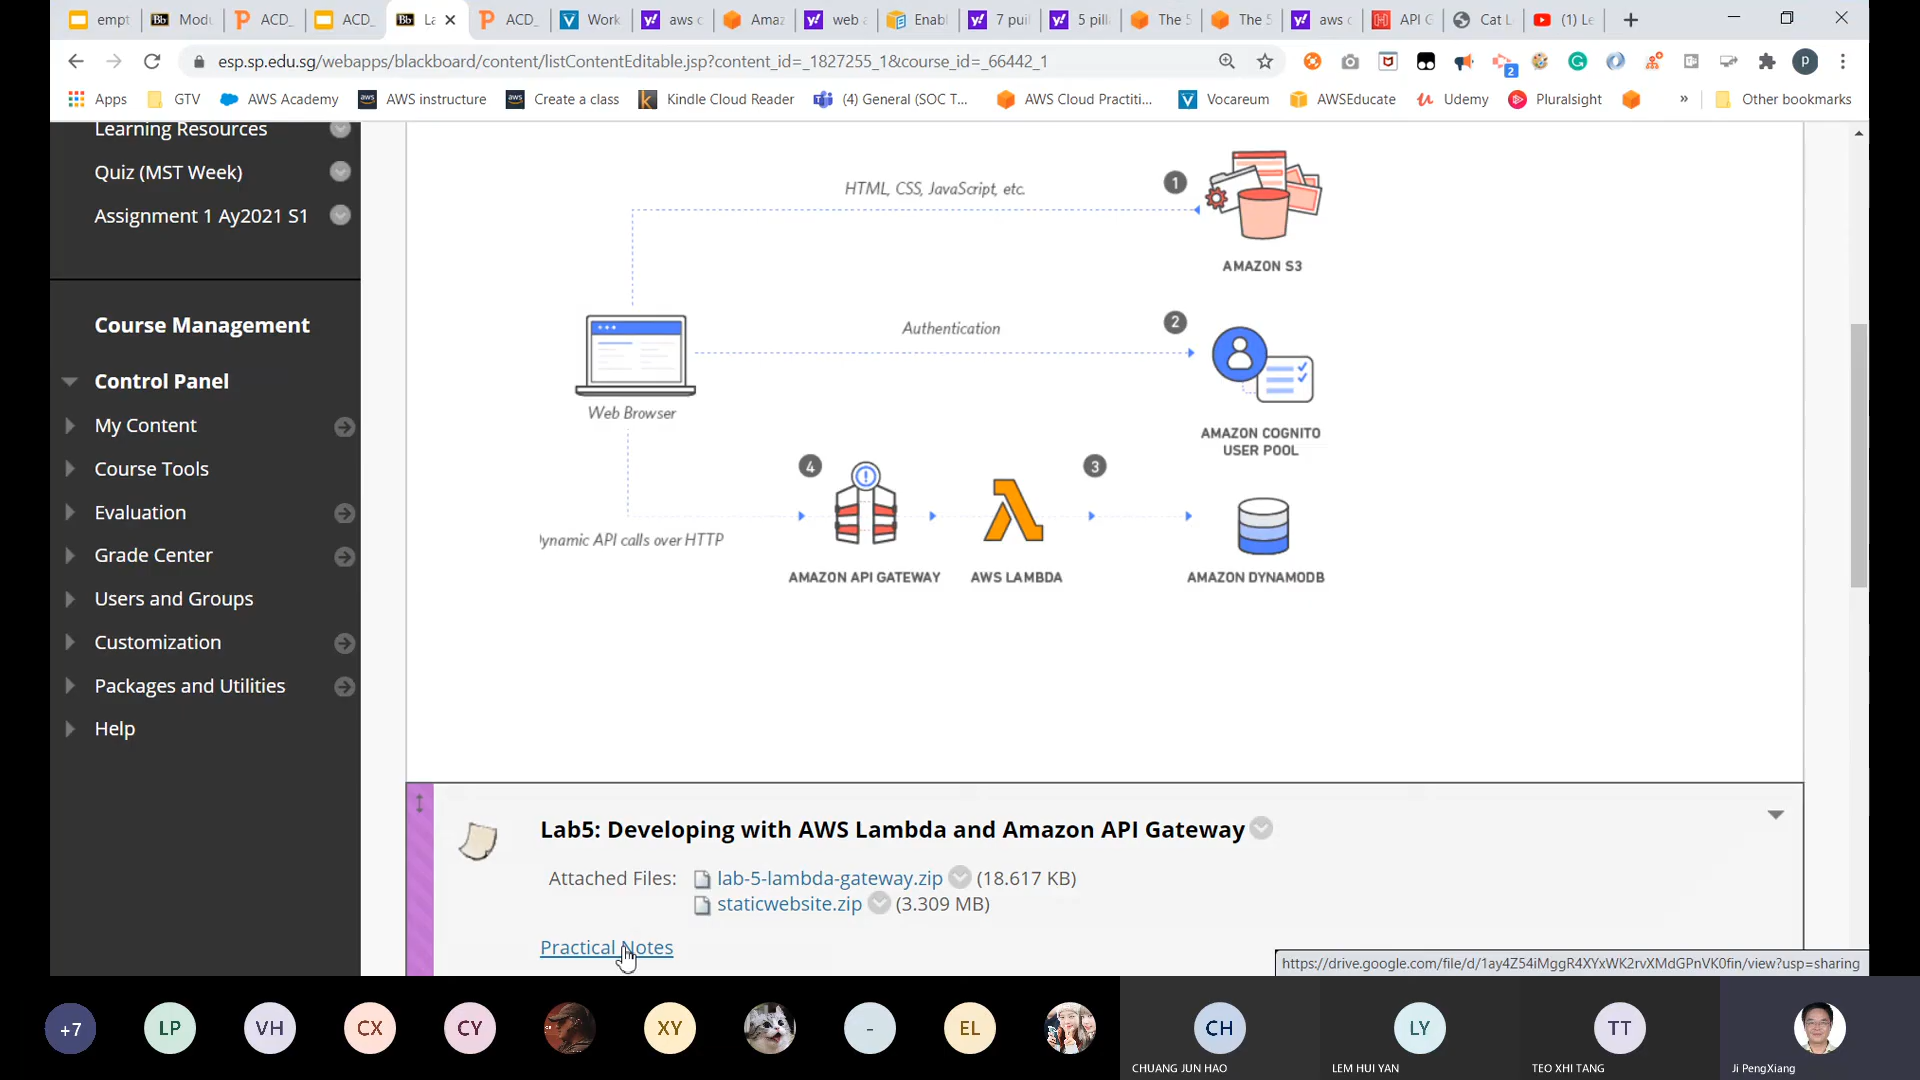 empt
Modu
ACD_
ACD_
La
ACD_
Work
aws c
Amaz
web a
Enabl
7 puil
5 pill
The 5
The 5
aws c
API G
Cat L
(1) Le
esp.sp.edu.sg/webapps/blackboard/content/listContentEditable.jsp?content_id=_1827255_1&course_id=_66442_1
2
p
Apps
GTV
AWS Academy
AWS instructure
Create a class
Kindle Cloud Reader
(4) General (SOC T...
AWS Cloud Practiti...
Vocareum
AWSEducate
Udemy
Pluralsight
»
Other bookmarks
Learning Resources
Quiz (MST Week)
Assignment 1 Ay2021 S1
Course Management
Control Panel
My Content
Course Tools
Evaluation
Grade Center
Users and Groups
Customization
Packages and Utilities
Help
HTML, CSS, JavaScript, etc.
1
AMAZON S3
Authentication
2
Web Browser
AMAZON COGNITO
USER POOL
4
3
ynamic API calls over HTTP
AMAZON API GATEWAY
AWS LAMBDA
AMAZON DYNAMODB
Lab5: Developing with AWS Lambda and Amazon API Gateway
Attached Files:
lab-5-lambda-gateway.zip (18.617 KB)
staticwebsite.zip (3.309 MB)
Practical Notes
https://drive.google.com/file/d/1ay4Z54iMggR4XYxWK2rvXMdGPnVK0fin/view?usp=sharing
+7
LP
VH
CX
CY
XY
-
EL
CH
CHUANG JUN HAO
LY
LEM HUI YAN
TT
TEO XHI TANG
Ji PengXiang